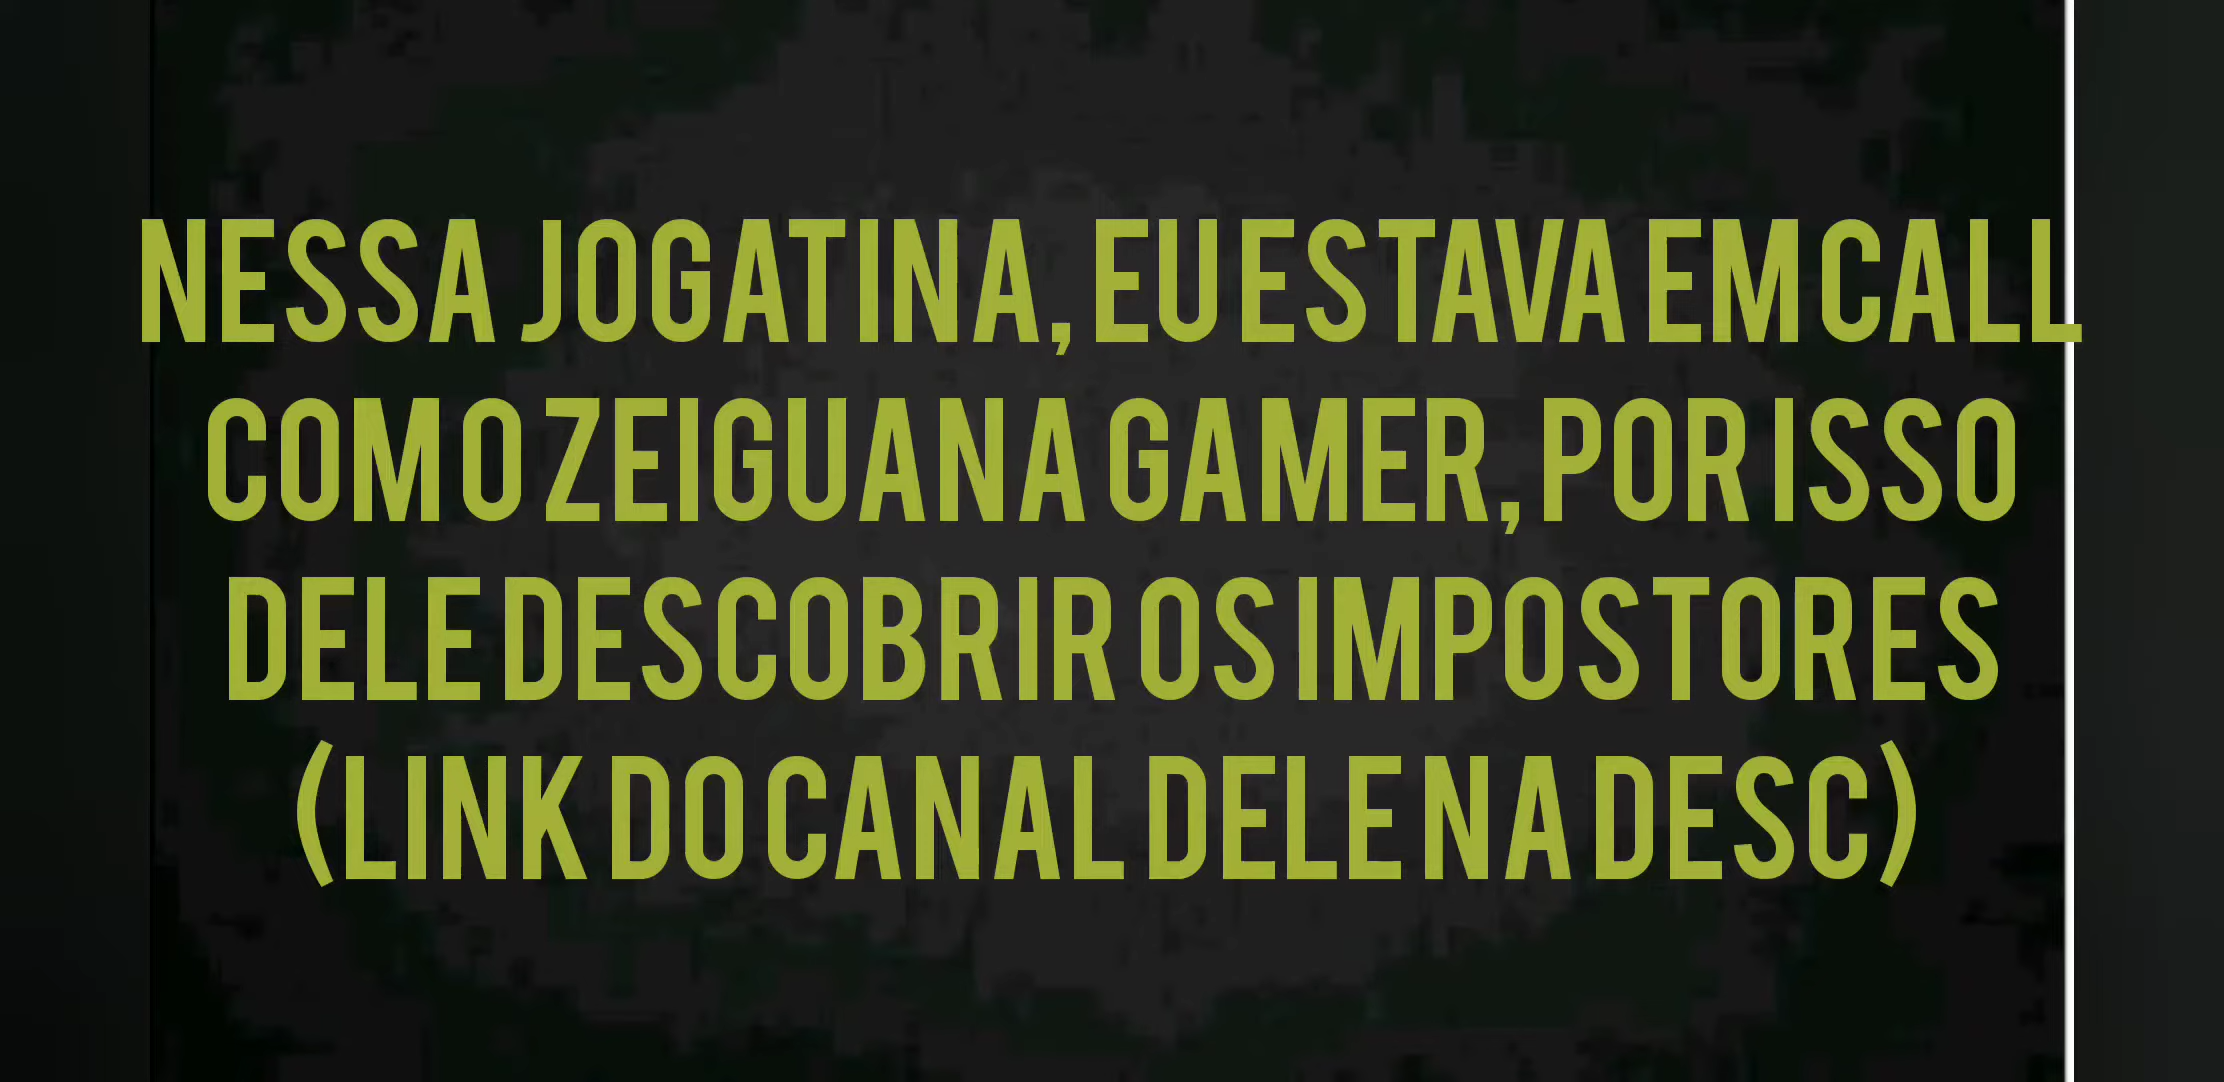 NESSA JOGATINA, EU ESTAVA EM CALL
COM O ZEIGUANA GAMER, POR ISSO
DELE DESCOBRIR OS IMPOSTORES
(LINK DO CANAL DELE NA DESC)